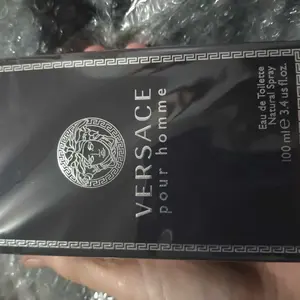 VERSACE
pour homme
Eau de Toilette
Natural Spray
100 ml ℮ 3.4 us fl.oz.